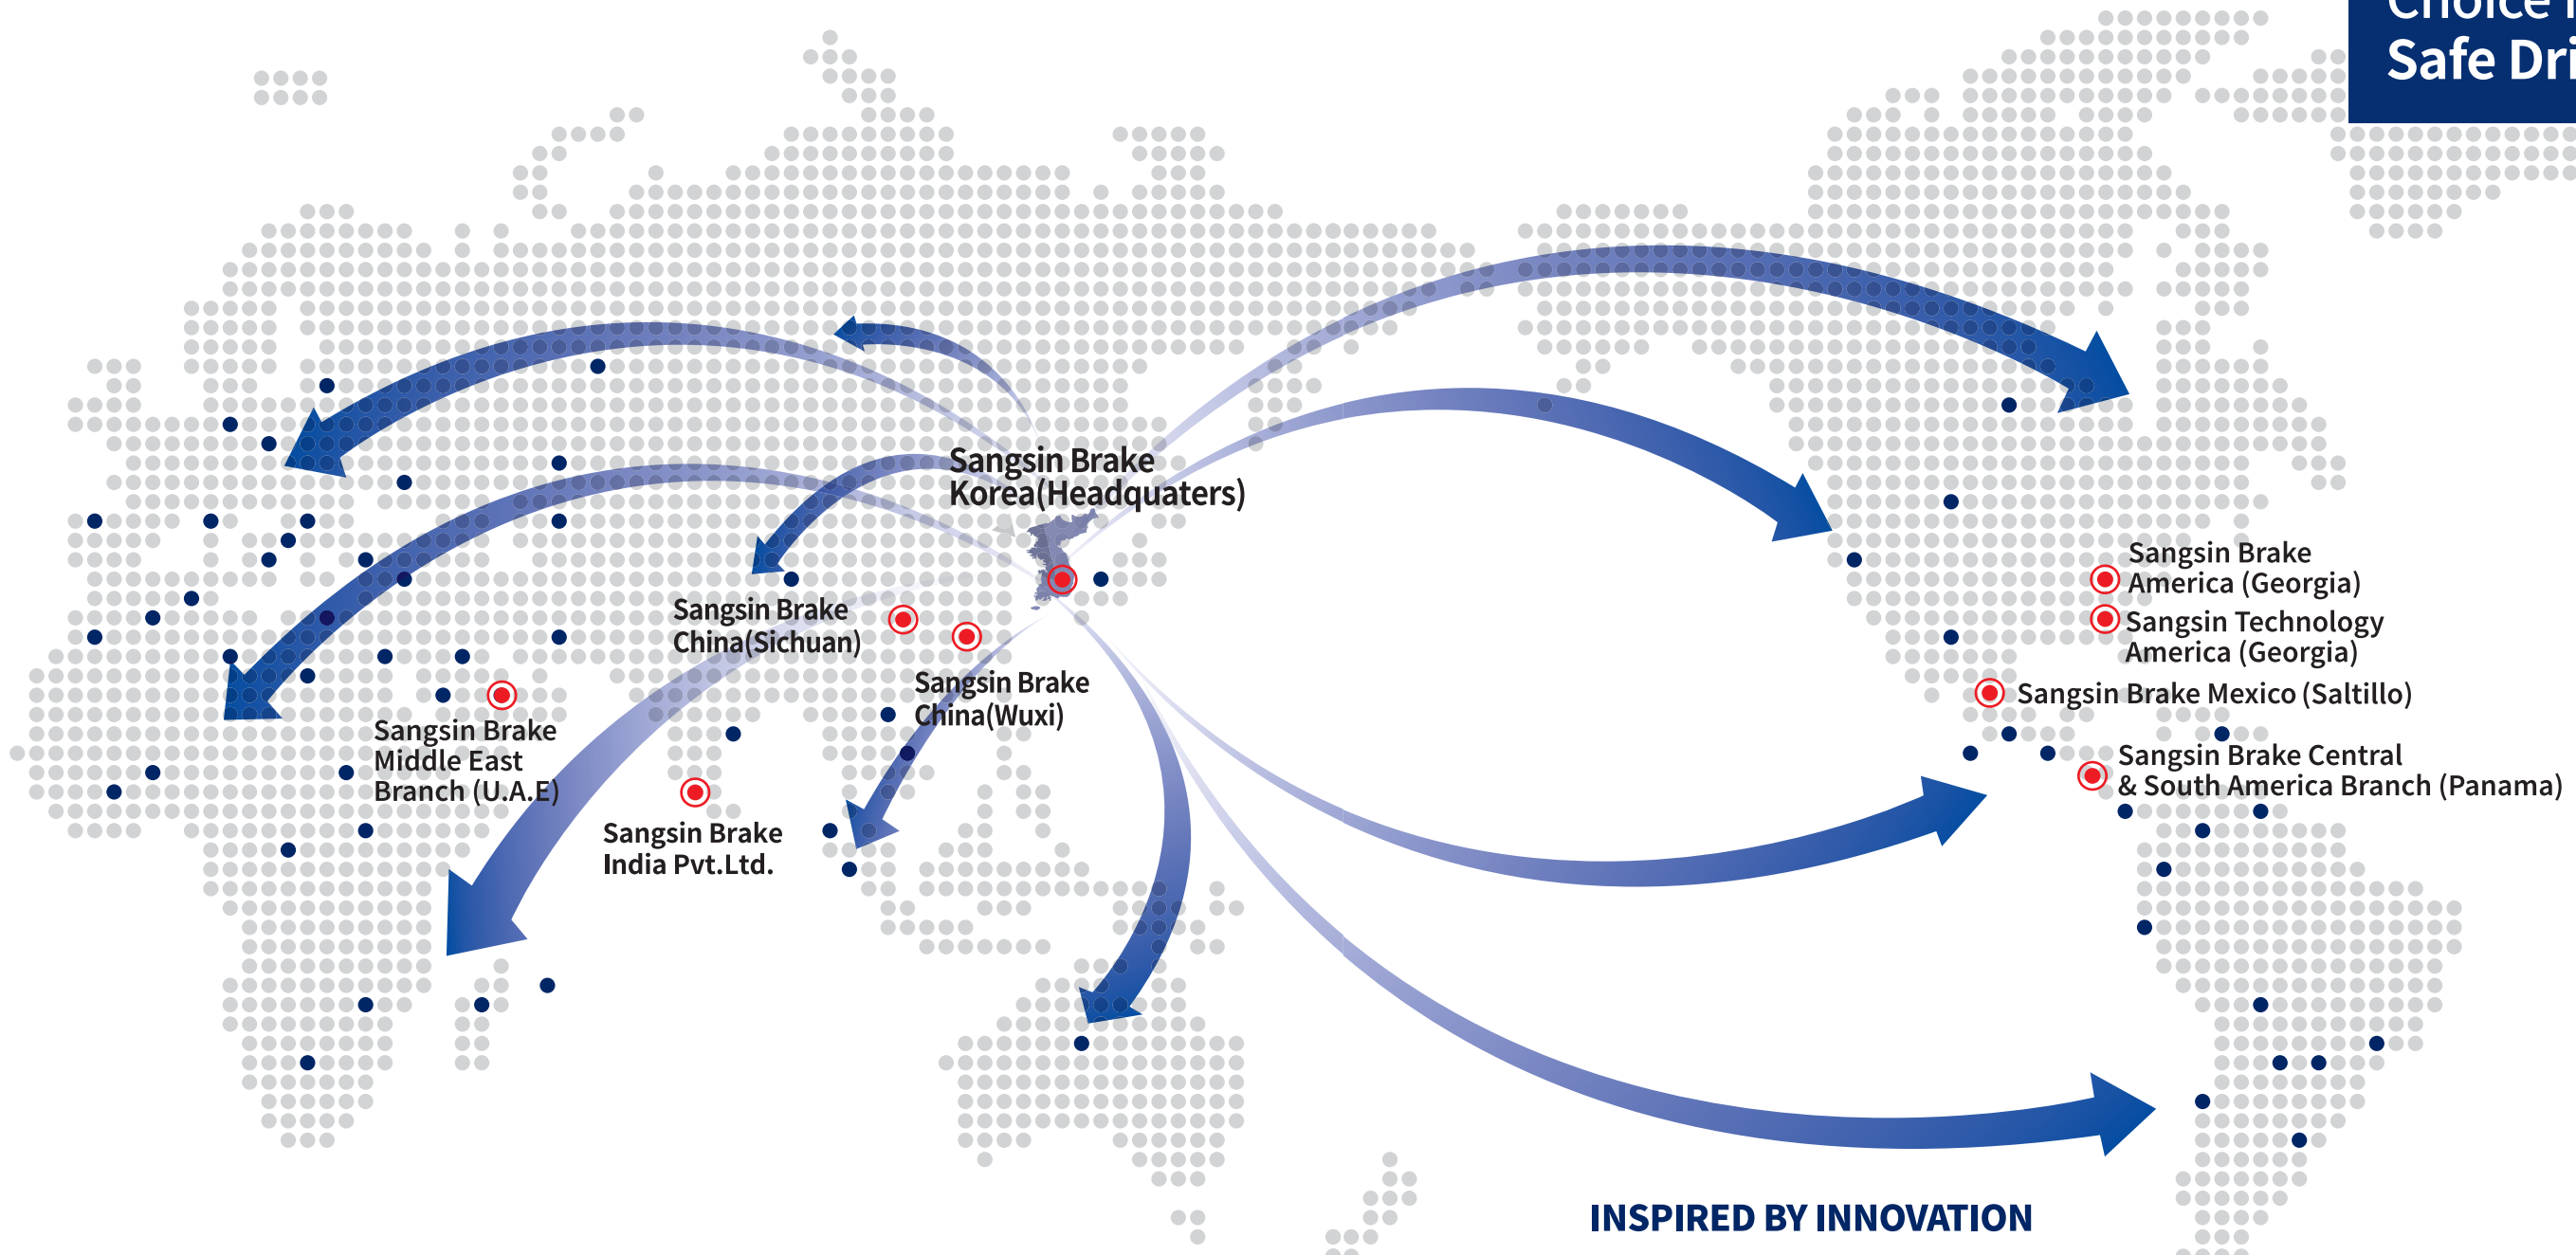 Choice
Safe Dri
Sangsin Brake
Korea(Headquaters)
Sangsin Brake
China(Sichuan)
Sangsin Brake
China(Wuxi)
Sangsin Brake
Middle East
Branch (U.A.E)
Sangsin Brake
India Pvt.Ltd.
Sangsin Brake
America (Georgia)
Sangsin Technology
America (Georgia)
Sangsin Brake Mexico (Saltillo)
Sangsin Brake Central
& South America Branch (Panama)
INSPIRED BY INNOVATION